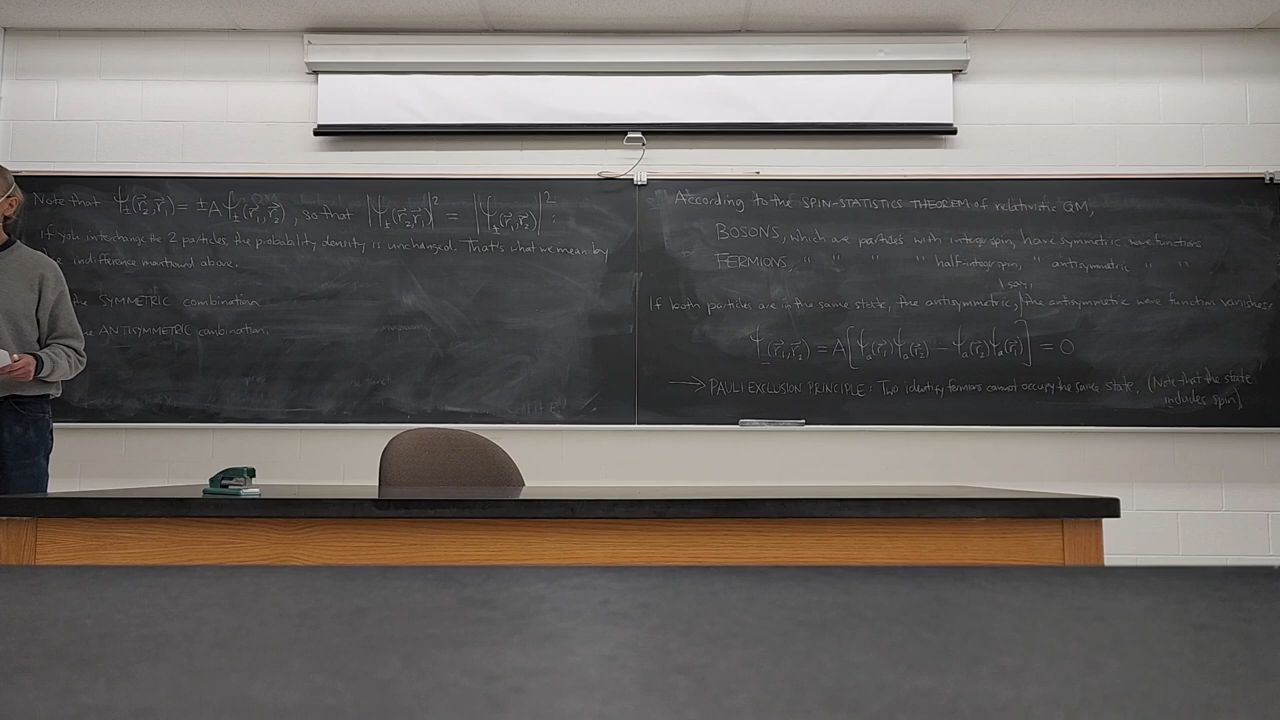 Note that Ψ±(r⃗₂,r⃗₁) = ±AΨ±(r⃗₁,r⃗₂), so that |Ψ±(r⃗₂,r⃗₁)|² = |Ψ±(r⃗₁,r⃗₂)|² :
If you interchange the 2 particles, the probability density is unchanged. That's what we mean by
indifference mentioned above.
the SYMMETRIC combination
ANTISYMMETRIC combination.
According to the SPIN-STATISTICS THEOREM of relativistic QM,
BOSONS, which are particles with integer spin, have symmetric wave functions
FERMIONS, " " " " half-integer spin, " antisymmetric " "
I say,
If both particles are in the same state, the antisymmetric, the antisymmetric wave function vanishes
Ψ₋(r⃗₁,r⃗₂) = A[Ψₐ(r⃗₁)Ψₐ(r⃗₂) − Ψₐ(r⃗₂)Ψₐ(r⃗₁)] = 0
→ PAULI EXCLUSION PRINCIPLE: Two identify fermions cannot occupy the same state. (Note that the state
includes spin)